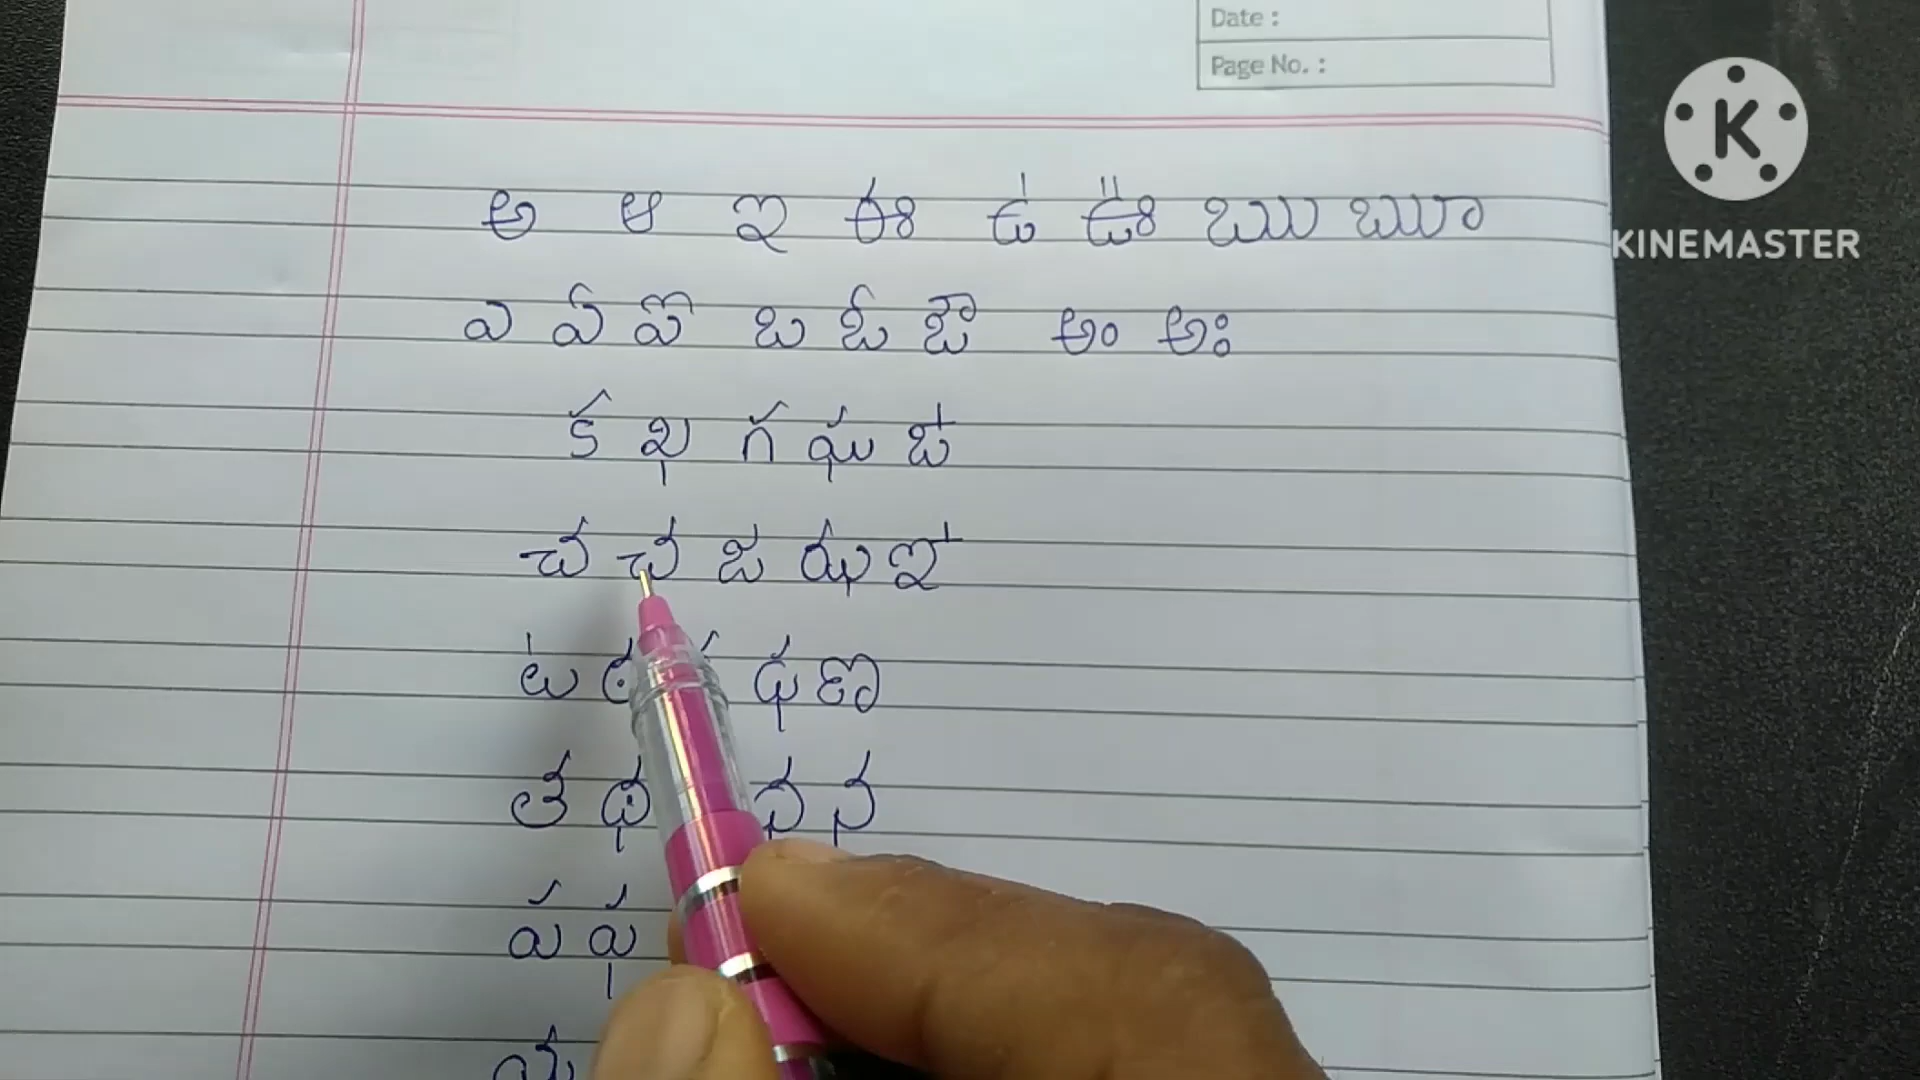 Date :
Page No. :
KINEMASTER
అ ఆ ఇ ఈ ఉ ఊ ఋ ౠ
ఎ ఏ ఐ ఒ ఓ ఔ అం అః
క ఖ గ ఘ ఙ
చ ఛ జ ఝ ఞ
ట ఢ ణ
త థ ధ న
ప ఫ